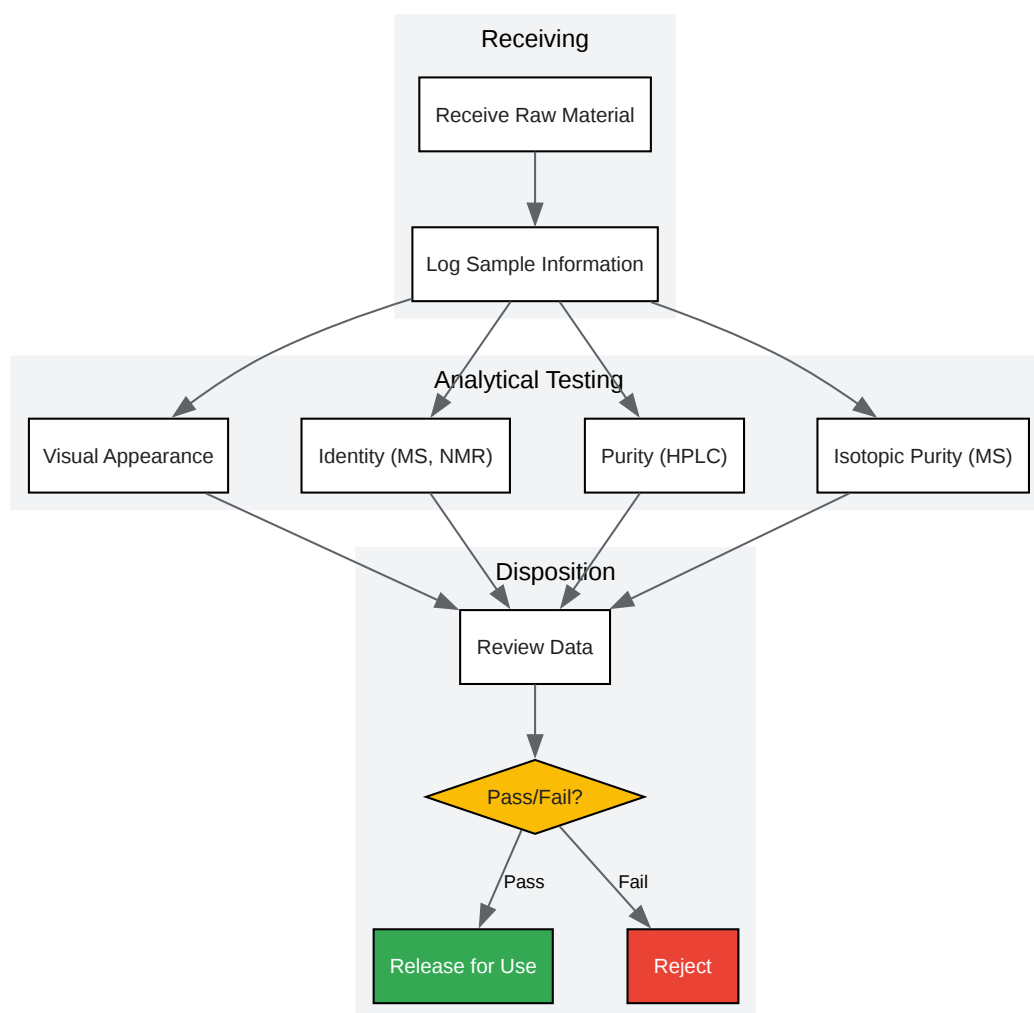 Receiving
Receive Raw Material
Log Sample Information
Analytical Testing
Visual Appearance
Identity (MS, NMR)
Purity (HPLC)
Isotopic Purity (MS)
Disposition
Review Data
Pass/Fail?
Pass
Fail
Release for Use
Reject